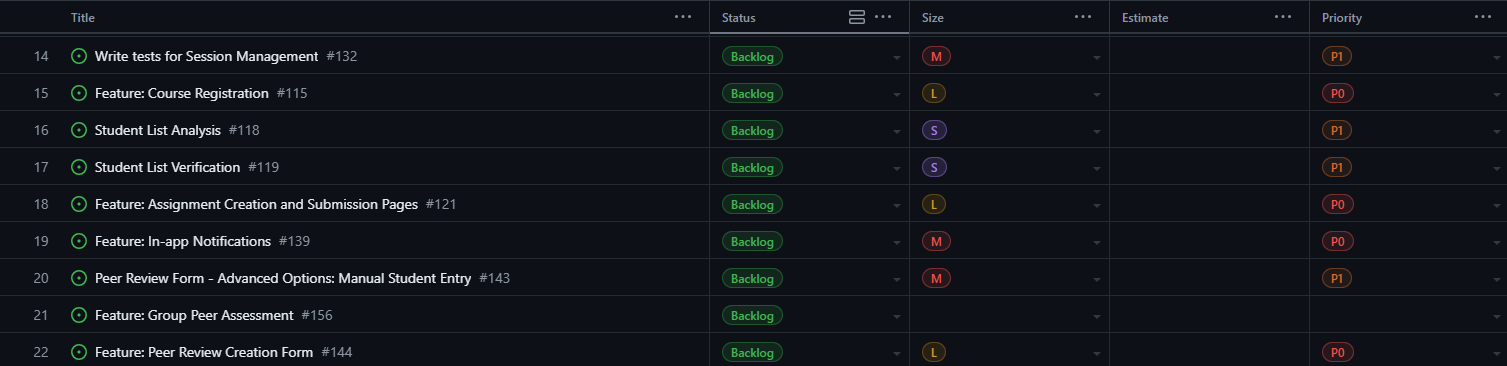 Title ... Status ... Size ... Estimate ... Priority ...
14 Write tests for Session Management #132 Backlog M P1
15 Feature: Course Registration #115 Backlog L P0
16 Student List Analysis #118 Backlog S P1
17 Student List Verification #119 Backlog S P1
18 Feature: Assignment Creation and Submission Pages #121 Backlog L P0
19 Feature: In-app Notifications #139 Backlog M P0
20 Peer Review Form - Advanced Options: Manual Student Entry #143 Backlog M P1
21 Feature: Group Peer Assessment #156 Backlog
22 Feature: Peer Review Creation Form #144 Backlog L P0